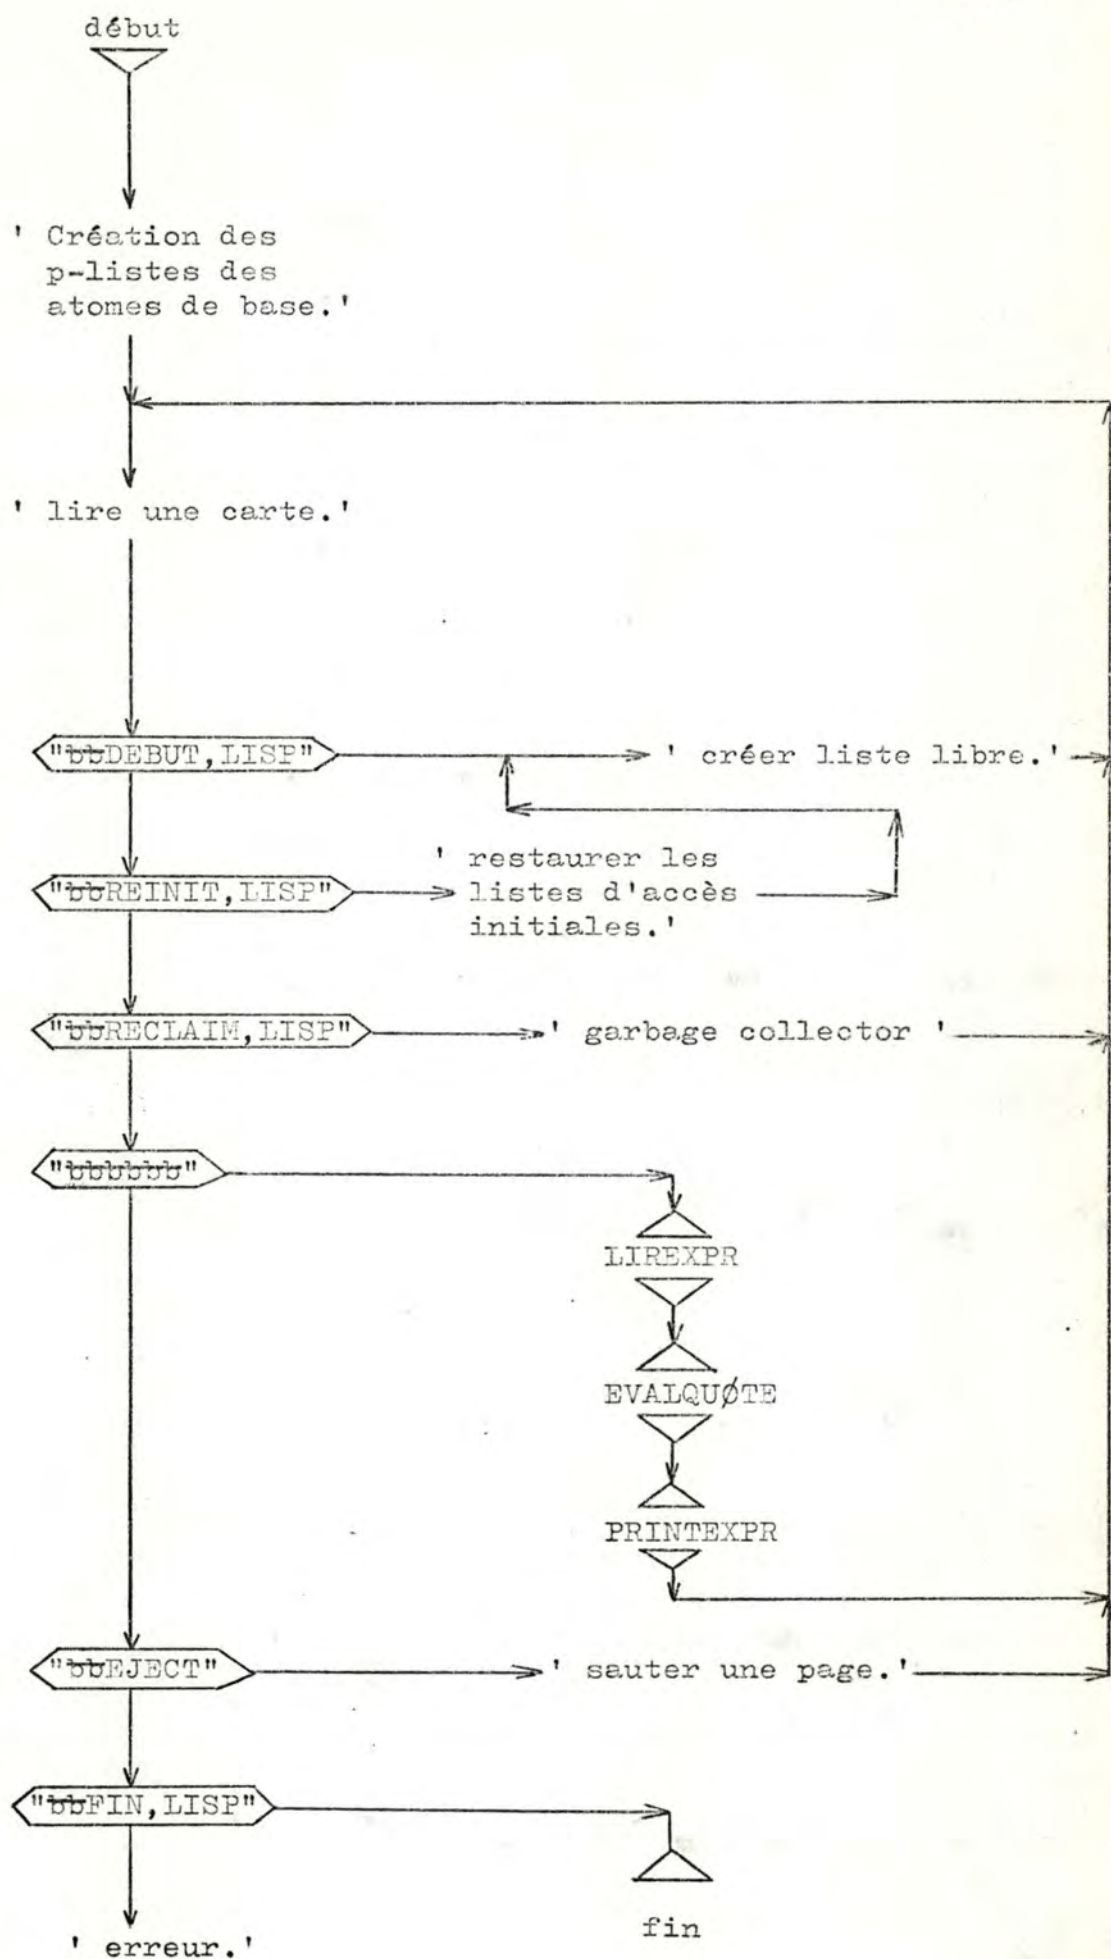 début
' Création des
p-listes des
atomes de base.'
' lire une carte.'
"bbDEBUT,LISP"
' créer liste libre.'
"bbREINIT,LISP"
' restaurer les
listes d'accès
initiales.'
"bbRECLAIM,LISP"
' garbage collector '
"bbbbbb"
LIREXPR
EVALQUØTE
PRINTEXPR
"bbEJECT"
' sauter une page.'
"bbFIN,LISP"
fin
' erreur.'